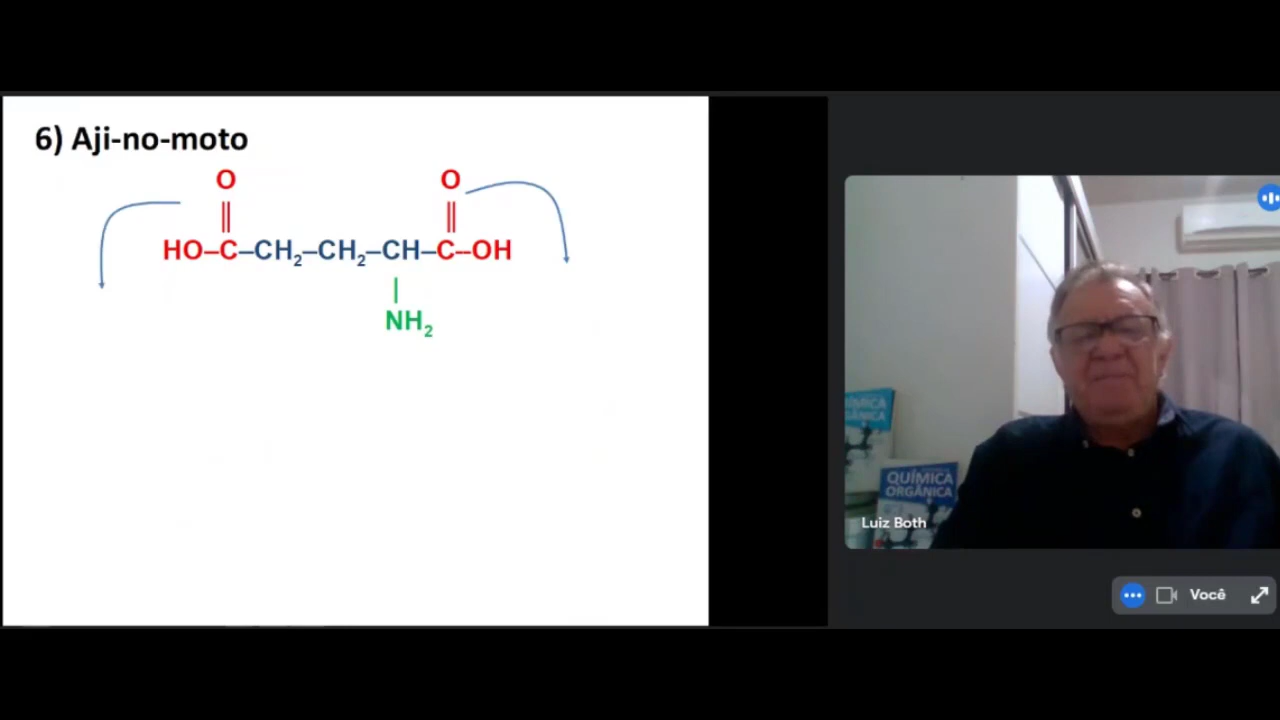 6) Aji-no-moto
O O
|| ||
HO–C–CH₂–CH₂–CH–C–OH
|
NH₂
QUÍMICA
ORGÂNICA
Luiz Both
Você